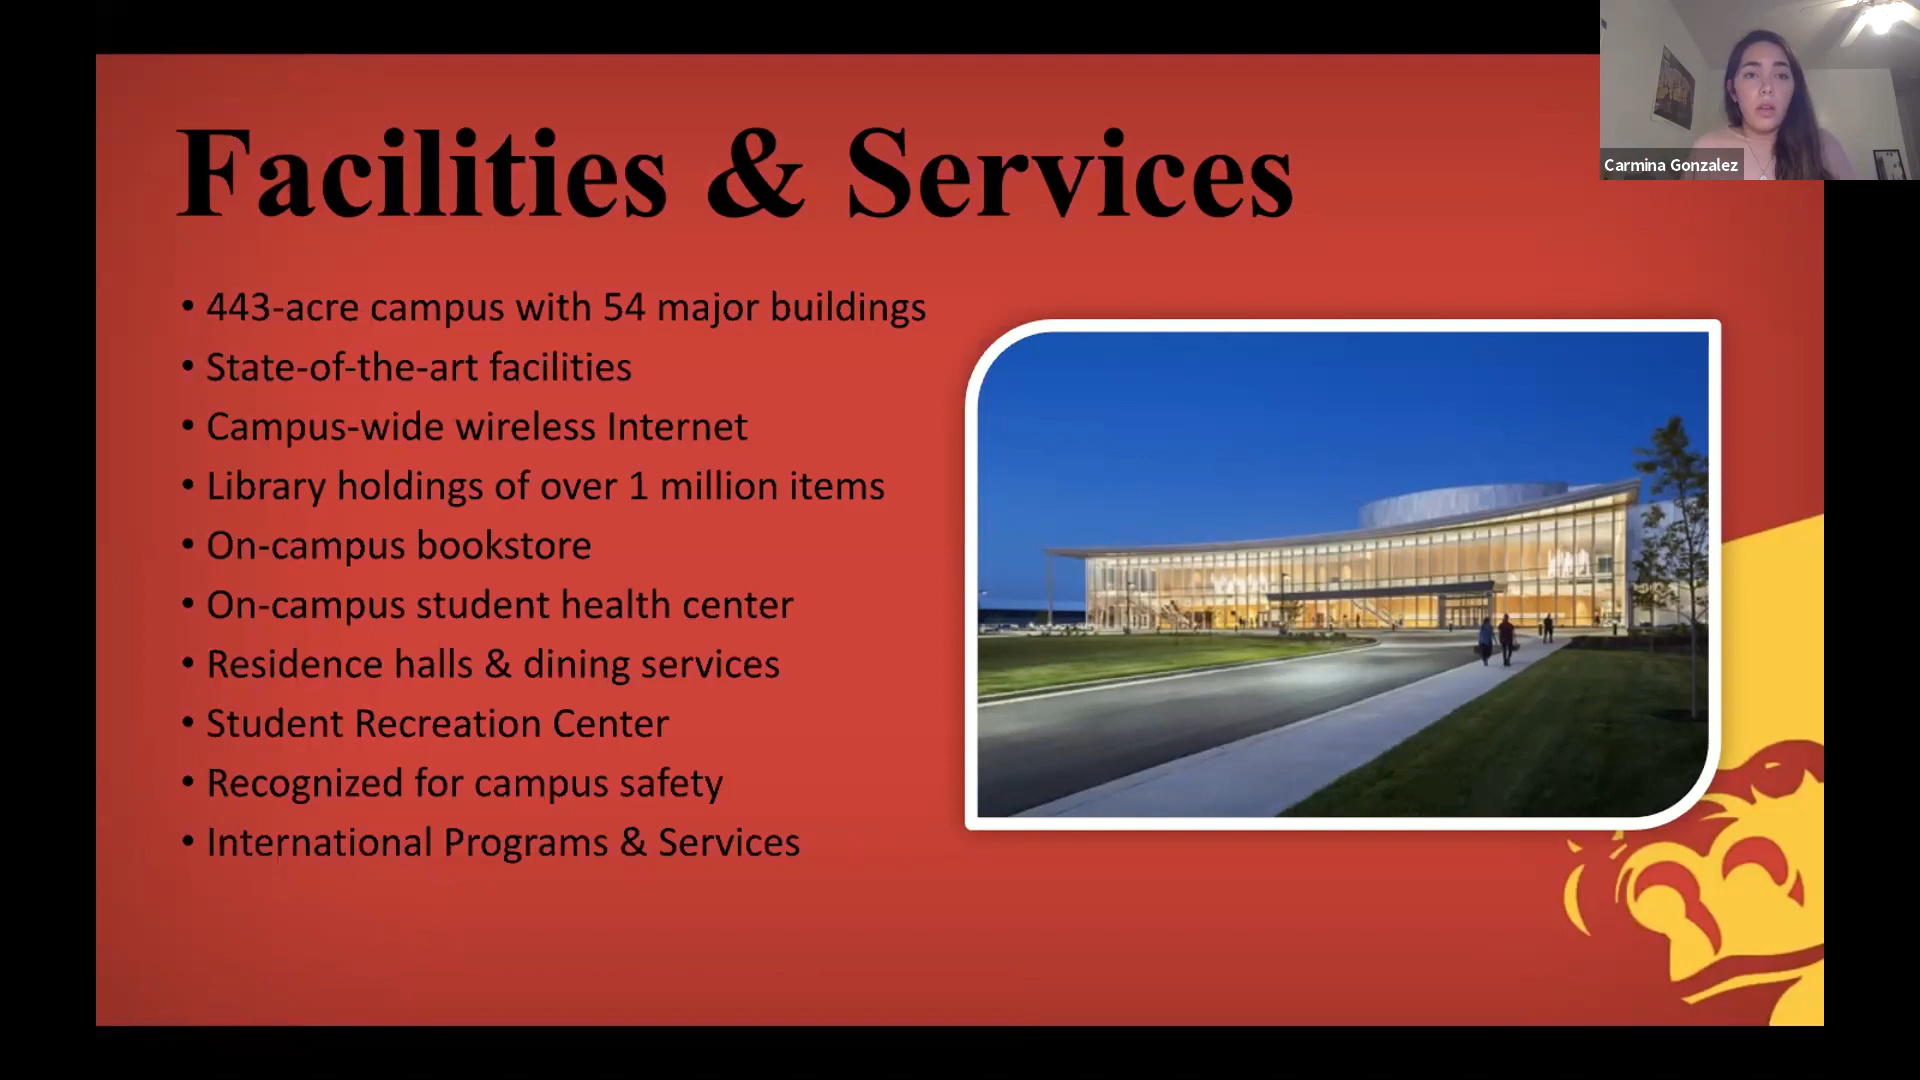 Facilities & Services
• 443-acre campus with 54 major buildings
• State-of-the-art facilities
• Campus-wide wireless Internet
• Library holdings of over 1 million items
• On-campus bookstore
• On-campus student health center
• Residence halls & dining services
• Student Recreation Center
• Recognized for campus safety
• International Programs & Services
Carmina Gonzalez